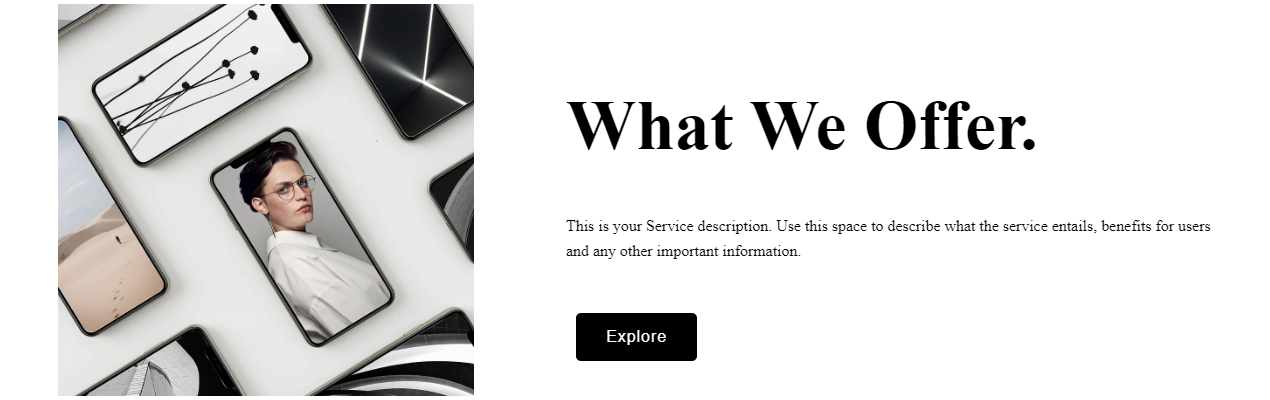 What We Offer.
This is your Service description. Use this space to describe what the service entails, benefits for users
and any other important information.
Explore